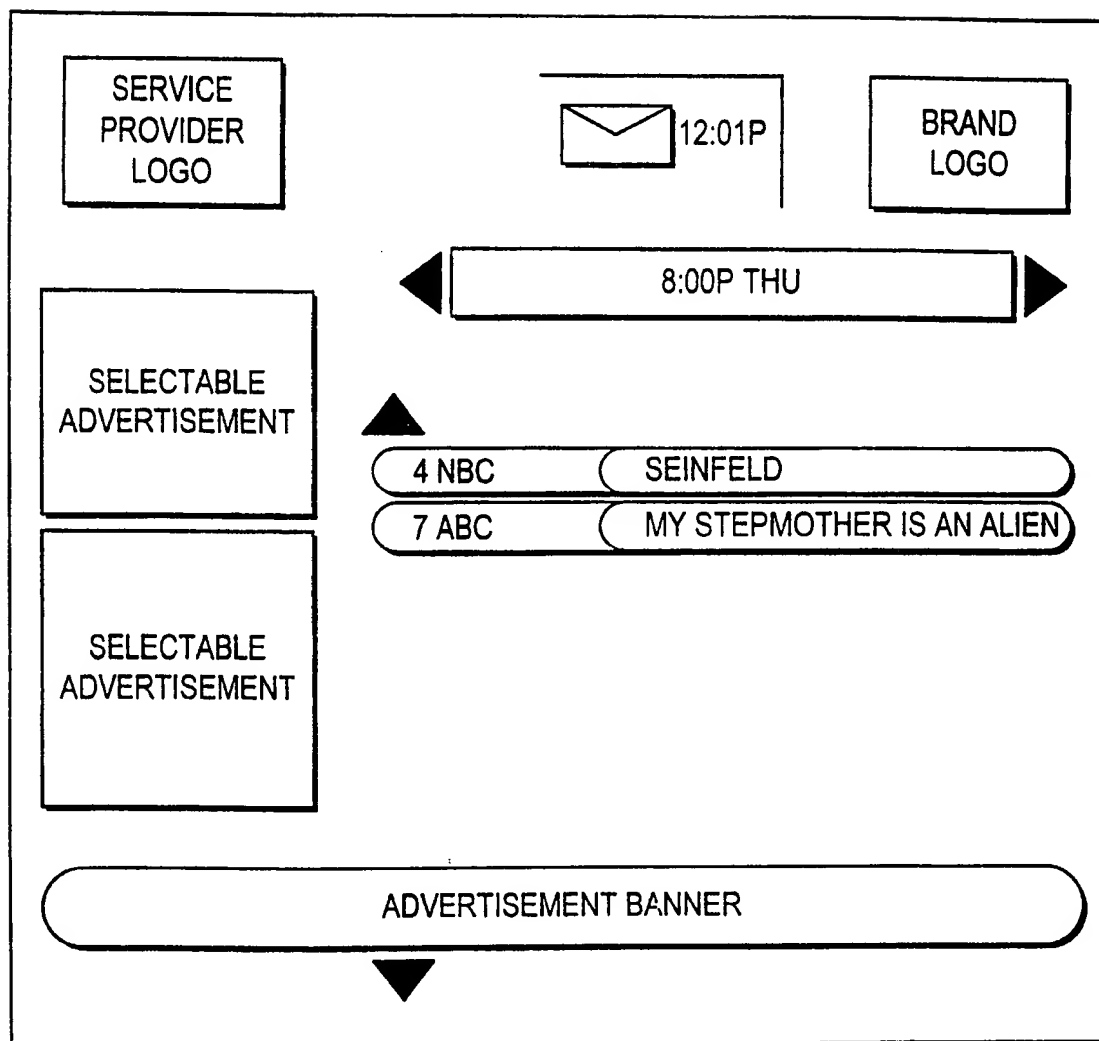 SERVICE
PROVIDER
LOGO
12:01P
BRAND
LOGO
8:00P THU
SELECTABLE
ADVERTISEMENT
4 NBC SEINFELD
7 ABC MY STEPMOTHER IS AN ALIEN
SELECTABLE
ADVERTISEMENT
ADVERTISEMENT BANNER